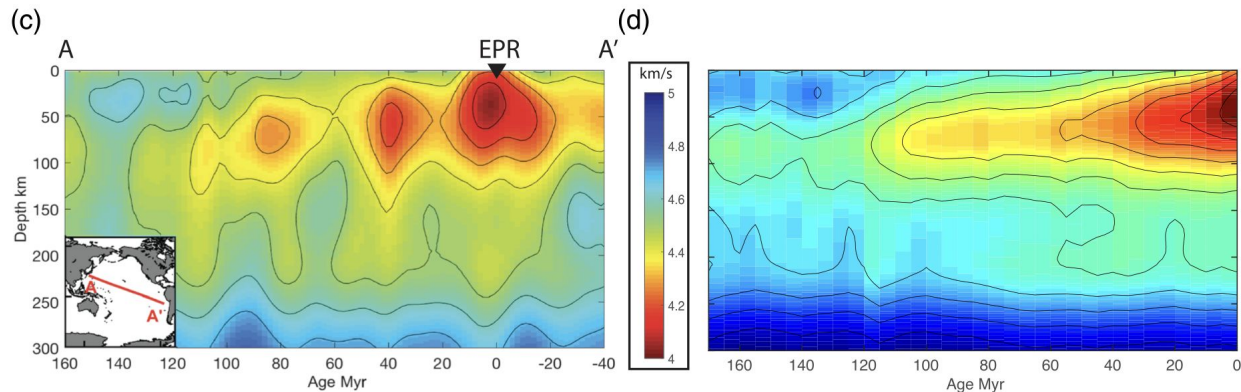 (c)
(d)
A
EPR
A'
km/s
5
4.8
4.6
4.4
4.2
4
0
50
100
150
200
250
300
Depth km
A
A'
160 140 120 100 80 60 40 20 0 -20 -40
Age Myr
160 140 120 100 80 60 40 20 0
Age Myr